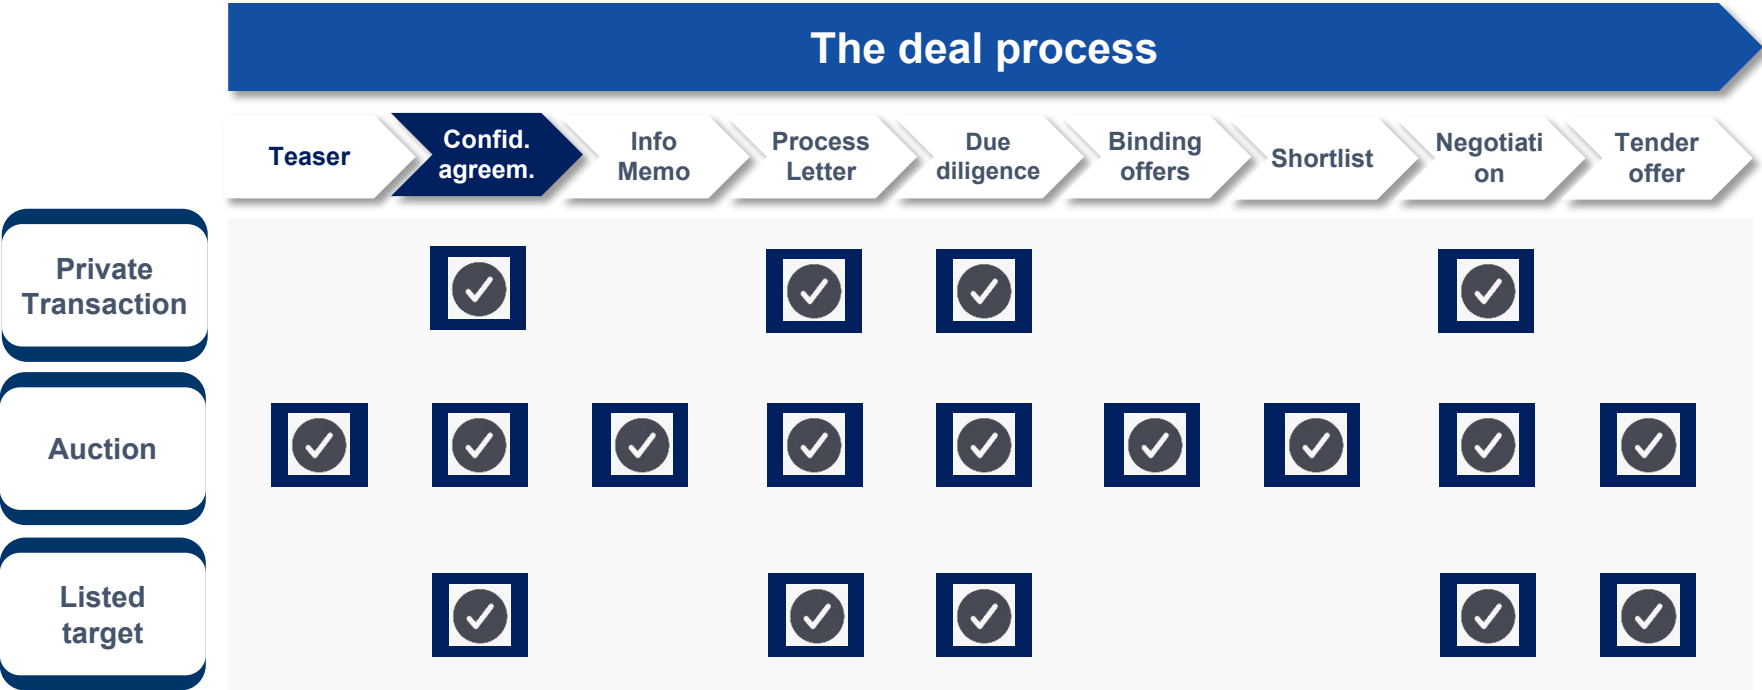 The deal process
Teaser
Confid.
agreem.
Info
Memo
Process
Letter
Due
diligence
Binding
offers
Shortlist
Negotiati
on
Tender
offer
Private
Transaction
Auction
Listed
target